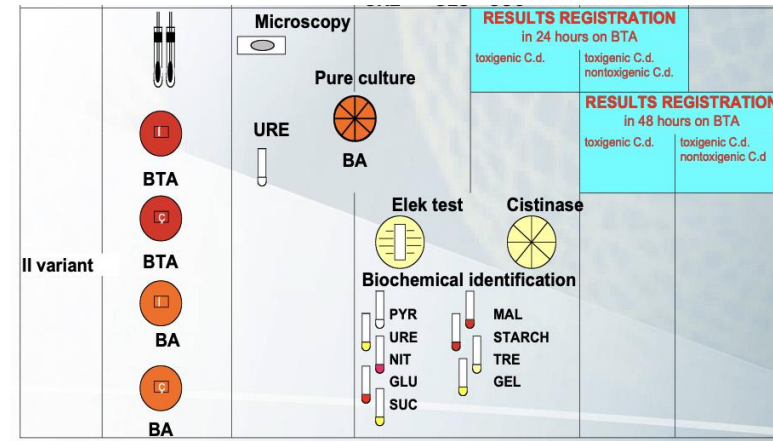 Microscopy
RESULTS REGISTRATION
in 24 hours on BTA
toxigenic C.d.
toxigenic C.d.
nontoxigenic C.d.
Pure culture
RESULTS REGISTRATION
in 48 hours on BTA
toxigenic C.d.
toxigenic C.d.
nontoxigenic C.d
I
URE
BA
BTA
Elek test
Cistinase
Ç
II variant
BTA
Biochemical identification
I
PYR
MAL
BA
URE
STARCH
NIT
TRE
GLU
GEL
Ç
SUC
BA